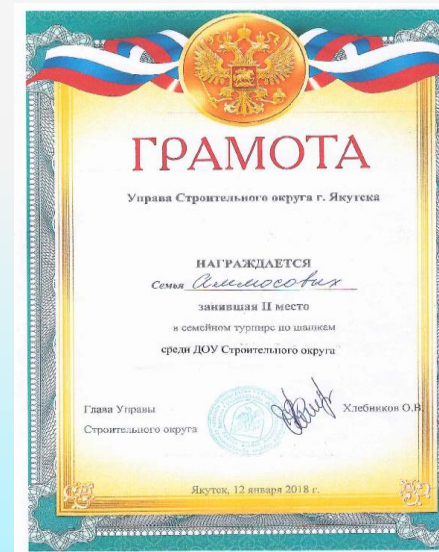 ГРАМОТА
Управа Строительного округа г. Якутска
НАГРАЖДАЕТСЯ
Семья Аммосовых
занявшая II место
в семейном турнире по шашкам
среди ДОУ Строительного округа
Глава Управы
Строительного округа
Хлебников О.В.
Якутск, 12 января 2018 г.